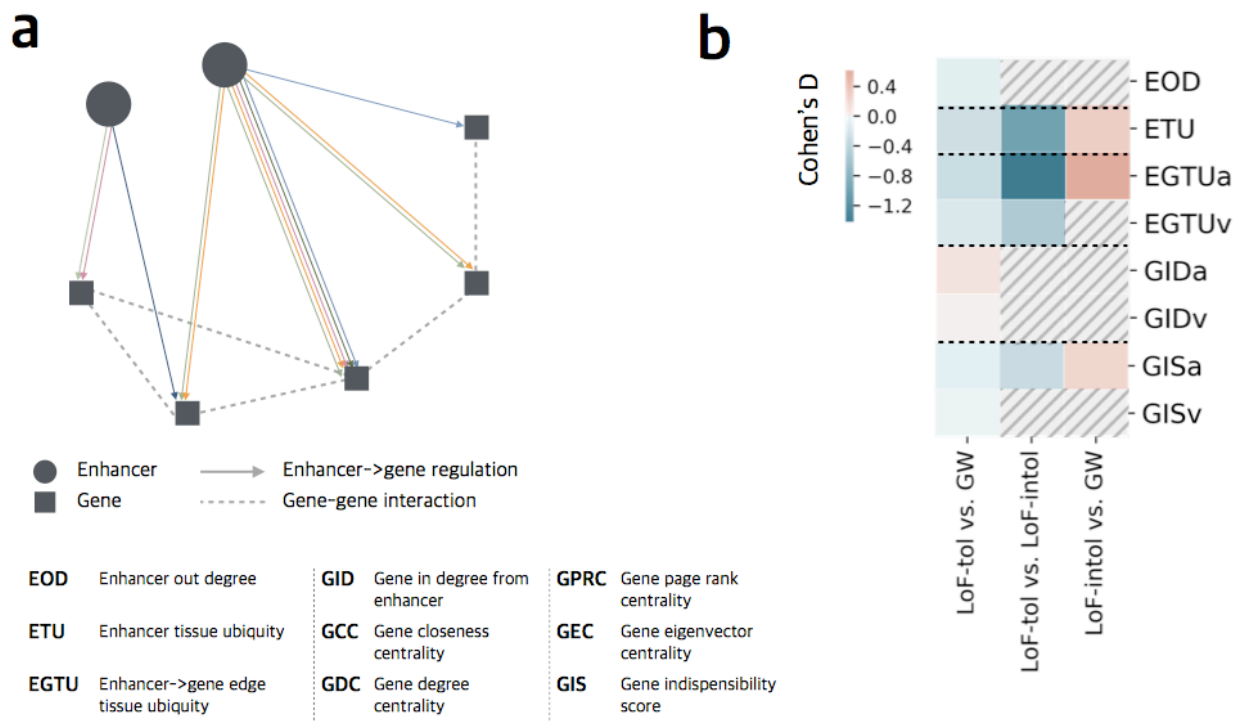 a
Enhancer
Enhancer->gene regulation
Gene
Gene-gene interaction
EOD Enhancer out degree
ETU Enhancer tissue ubiquity
EGTU Enhancer->gene edge
tissue ubiquity
GID Gene in degree from
enhancer
GCC Gene closeness
centrality
GDC Gene degree
centrality
GPRC Gene page rank
centrality
GEC Gene eigenvector
centrality
GIS Gene indispensibility
score
b
Cohen's D
0.4
0.0
−0.4
−0.8
−1.2
EOD
ETU
EGTUa
EGTUv
GIDa
GIDv
GISa
GISv
LoF-tol vs. GW
LoF-tol vs. LoF-intol
LoF-intol vs. GW